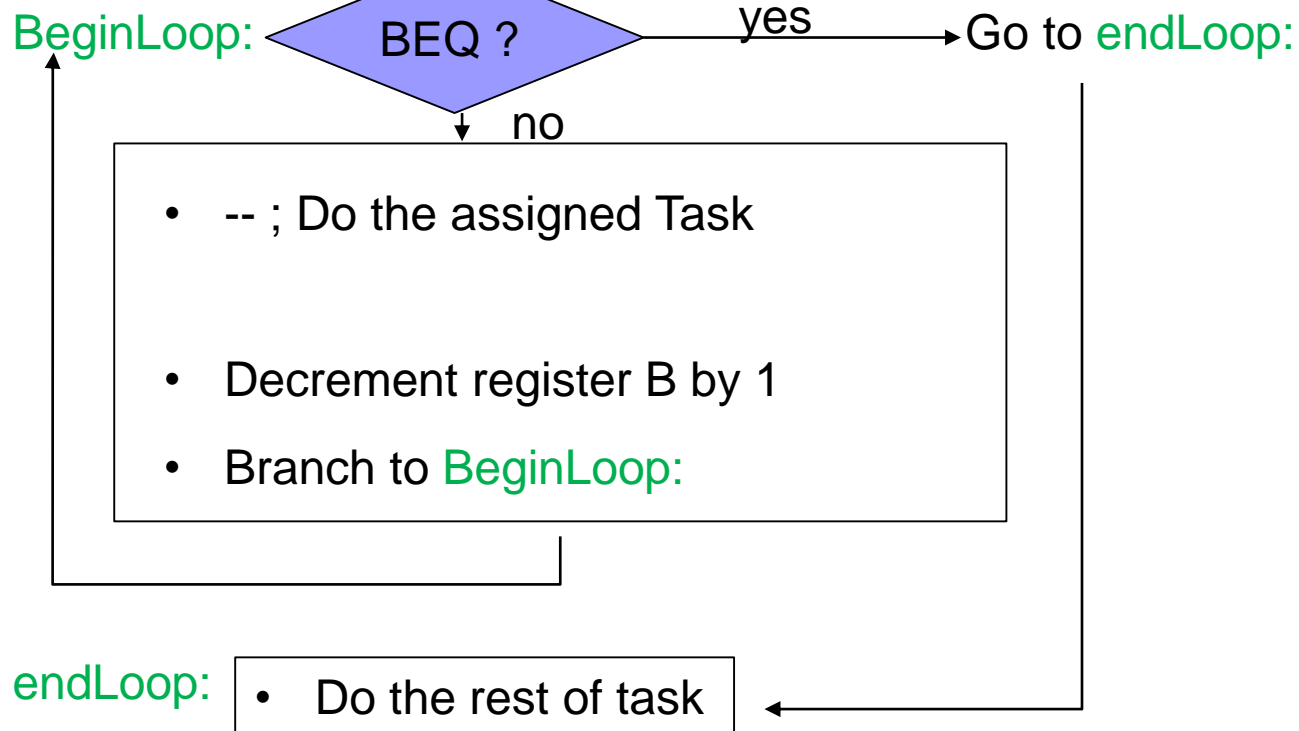 BeginLoop: BEQ ? yes Go to endLoop:
no
• -- ; Do the assigned Task
• Decrement register B by 1
• Branch to BeginLoop:
endLoop: • Do the rest of task